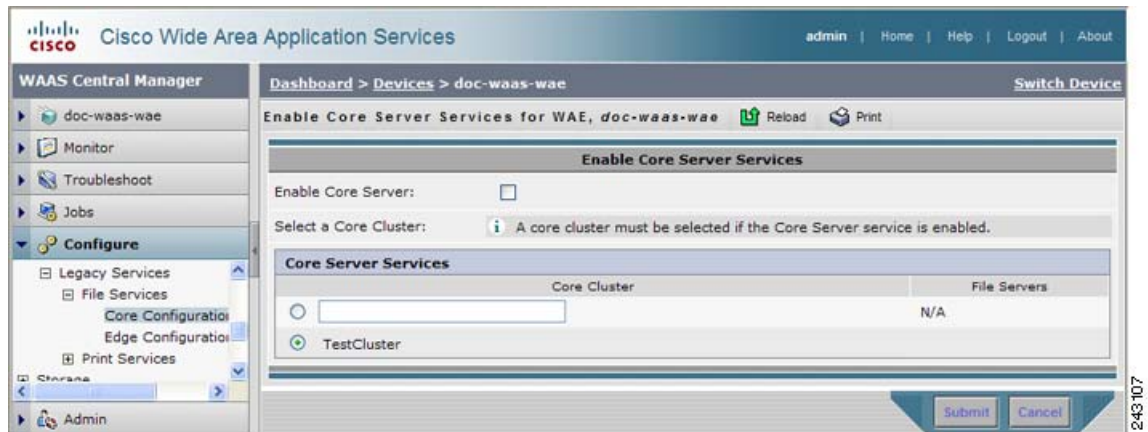 CISCO
Cisco Wide Area Application Services
admin | Home | Help | Logout | About
WAAS Central Manager
Dashboard > Devices > doc-waas-wae
Switch Device
doc-waas-wae
Monitor
Troubleshoot
Jobs
Configure
Legacy Services
File Services
Core Configuratio
Edge Configuratio
Print Services
Storage
Admin
Enable Core Server Services for WAE, doc-waas-wae
Reload
Print
Enable Core Server Services
Enable Core Server:
Select a Core Cluster:
i A core cluster must be selected if the Core Server service is enabled.
Core Server Services
Core Cluster
File Servers
N/A
TestCluster
Submit
Cancel
243107